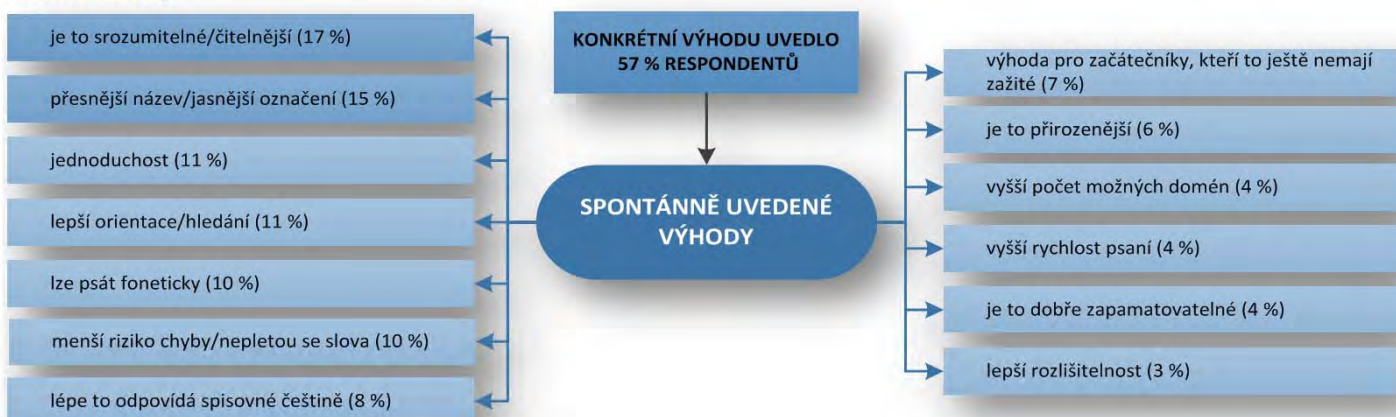 je to srozumitelné/čitelnější (17 %)
přesnější název/jasnější označení (15 %)
jednoduchost (11 %)
lepší orientace/hledání (11 %)
lze psát foneticky (10 %)
menší riziko chyby/nepletou se slova (10 %)
lépe to odpovídá spisovné češtině (8 %)
KONKRÉTNÍ VÝHODU UVEDLO
57 % RESPONDENTŮ
SPONTÁNNĚ UVEDENÉ
VÝHODY
výhoda pro začátečníky, kteří to ještě nemají
zažité (7 %)
je to přirozenější (6 %)
vyšší počet možných domén (4 %)
vyšší rychlost psaní (4 %)
je to dobře zapamatovatelné (4 %)
lepší rozlišitelnost (3 %)